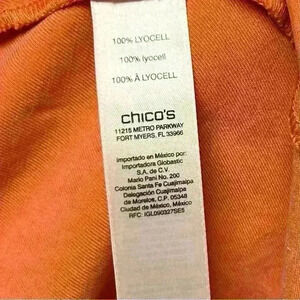 100% LYOCELL
100% lyocell
100% À LYOCELL
chico's
11215 METRO PARKWAY
FORT MYERS, FL 33966
importado en México por:
Importadora Globastic
S.A. de C.V.
Mario Pani No. 200
Colonia Santa Fe Cuajimalpa
Delegación Cuajimalpa
de Morelos, C.P. 05348
Ciudad de México, México
RFC: IGL090327SE5